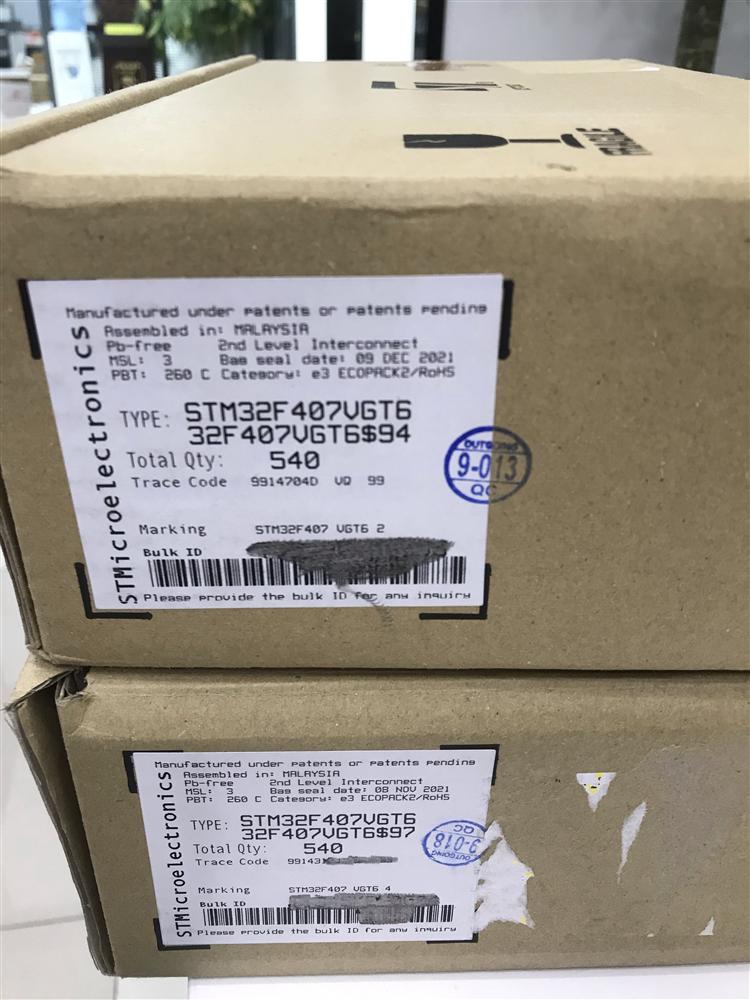 FRAGILE
Manufactured under patents or patents pending
Assembled in: MALAYSIA
Pb-free 2nd Level Interconnect
MSL: 3 Bag seal date: 09 DEC 2021
PBT: 260 C Category: e3 ECOPACK2/RoHS
TYPE: STM32F407VGT6
32F407VGT6$94
Total Qty: 540
Trace Code 9914704D VQ 99
Marking STM32F407 VGT6 2
Bulk ID
Please provide the bulk ID for any inquiry
STMicroelectronics
OUTGOING
9-013
QC
Manufactured under patents or patents pending
Assembled in: MALAYSIA
Pb-free 2nd Level Interconnect
MSL: 3 Bag seal date: 08 NOV 2021
PBT: 260 C Category: e3 ECOPACK2/RoHS
TYPE: STM32F407VGT6
32F407VGT6$97
Total Qty: 540
Trace Code 99143
Marking STM32F407 VGT6 4
Bulk ID
Please provide the bulk ID for any inquiry
STMicroelectronics
OUTGOING
9-018
QC